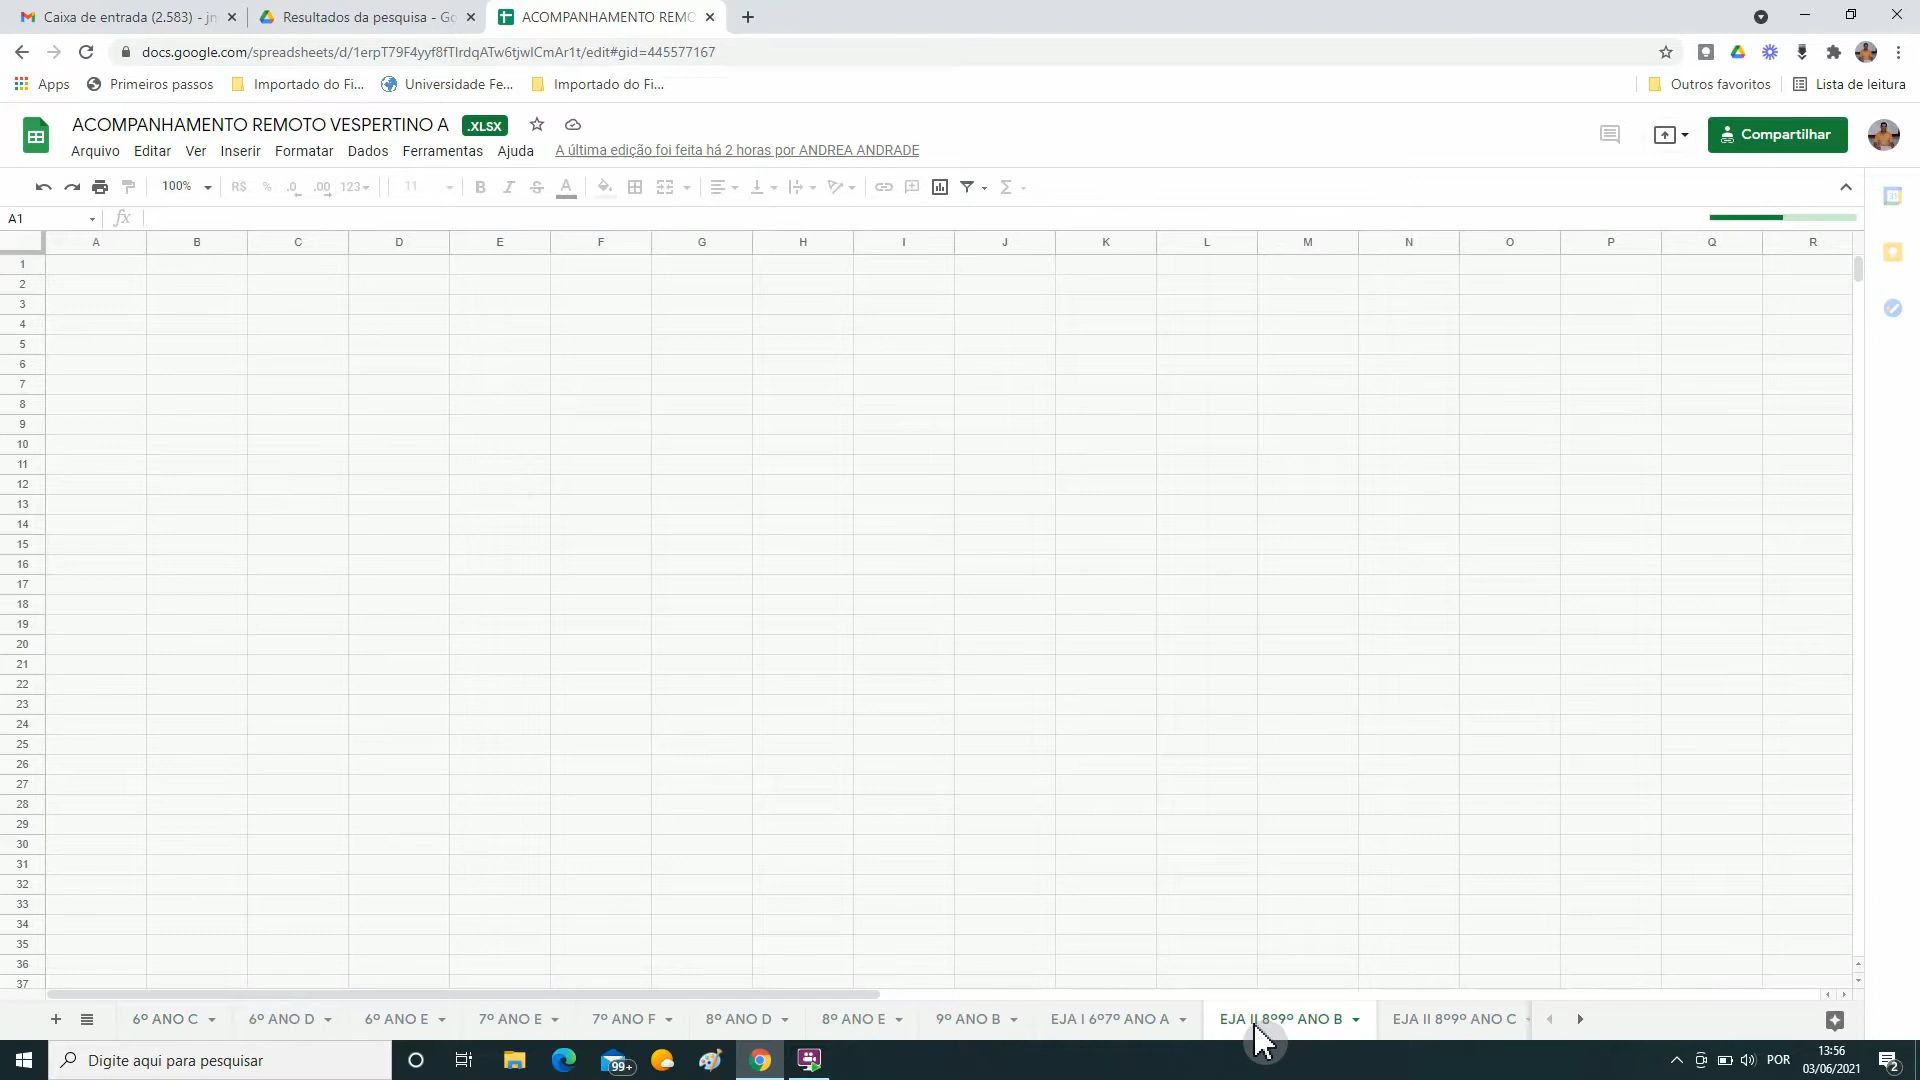 Caixa de entrada (2.583) - jn
Resultados da pesquisa - Go
ACOMPANHAMENTO REMO
docs.google.com/spreadsheets/d/1erpT79F4yyf8fTIrdqATw6tjwlCmAr1t/edit#gid=445577167
Apps
Primeiros passos
Importado do Fi...
Universidade Fe...
Importado do Fi...
Outros favoritos
Lista de leitura
ACOMPANHAMENTO REMOTO VESPERTINO A
.XLSX
Compartilhar
Arquivo Editar Ver Inserir Formatar Dados Ferramentas Ajuda
A última edição foi feita há 2 horas por ANDREA ANDRADE
100% R$ % .0 .00 123 11 B I S A
A1
fx
A B C D E F G H I J K L M N O P Q R
1
2
3
4
5
6
7
8
9
10
11
12
13
14
15
16
17
18
19
20
21
22
23
24
25
26
27
28
29
30
31
32
33
34
35
36
37
6º ANO C
6º ANO D
6º ANO E
7º ANO E
7º ANO F
8º ANO D
8º ANO E
9º ANO B
EJA I 6º7º ANO A
EJA II 8º9º ANO B
EJA II 8º9º ANO C
Digite aqui para pesquisar
99+
POR
13:56
03/06/2021
2